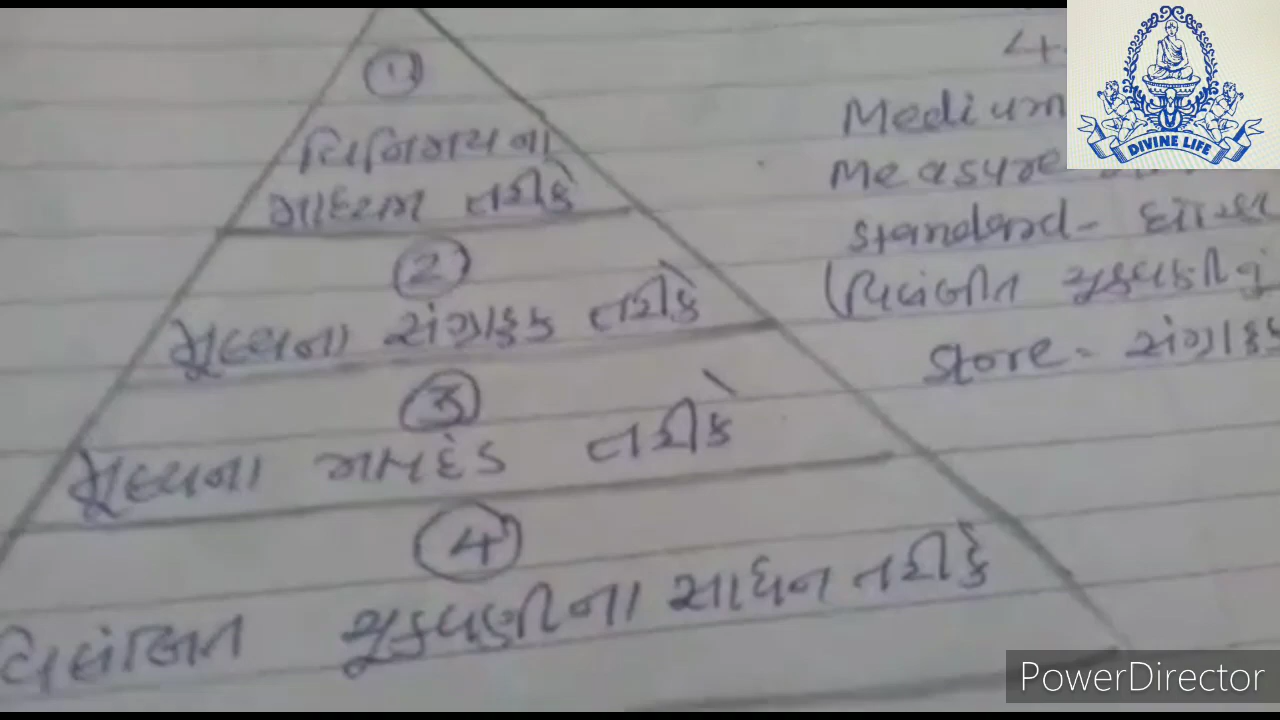 ①
વિનિમયના
માધ્યમ તરીકે
②
મૂલ્યના સંગ્રાહક તરીકે
③
મૂલ્યના માપદંડ તરીકે
④
વિલંબિત ચૂકવણીના સાધન તરીકે
4.
Medium
Measure
Standard -
(વિલંબીત ચૂકવણીનું
Store - સંગ્રાહક
DIVINE LIFE
PowerDirector